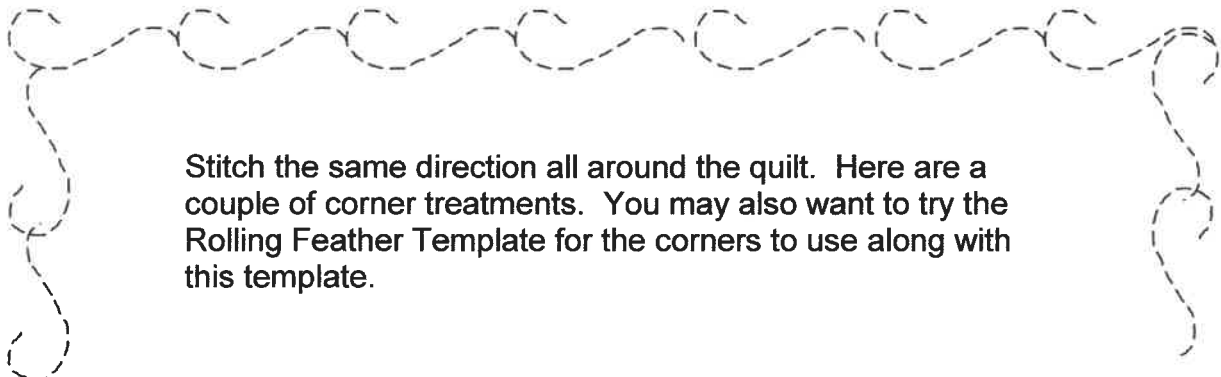 Stitch the same direction all around the quilt.  Here are a
couple of corner treatments.  You may also want to try the
Rolling Feather Template for the corners to use along with
this template.